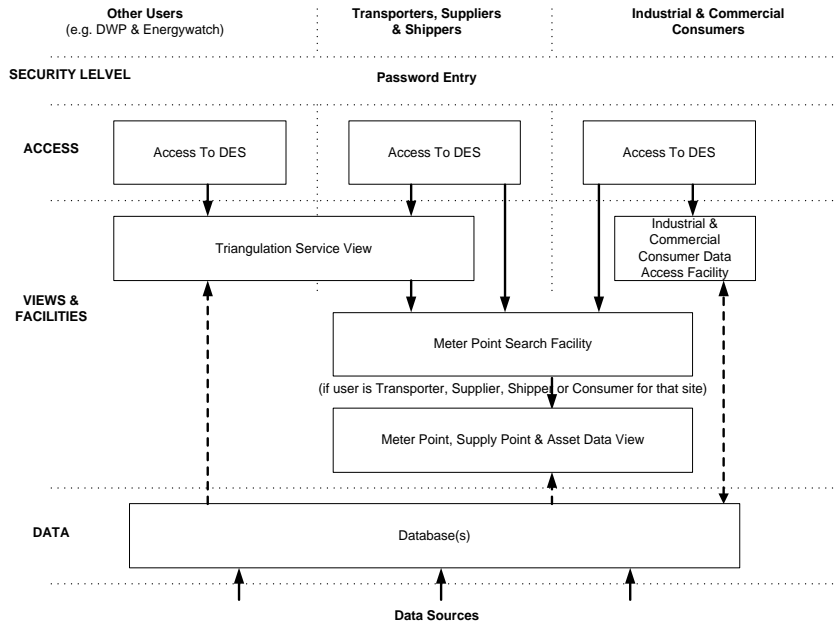 Other Users
(e.g. DWP & Energywatch)
Transporters, Suppliers
& Shippers
Industrial & Commercial
Consumers
SECURITY LELVEL
Password Entry
ACCESS
Access To DES
Access To DES
Access To DES
Triangulation Service View
Industrial &
Commercial
Consumer Data
Access Facility
VIEWS &
FACILITIES
Meter Point Search Facility
(if user is Transporter, Supplier, Shipper or Consumer for that site)
Meter Point, Supply Point & Asset Data View
DATA
Database(s)
Data Sources